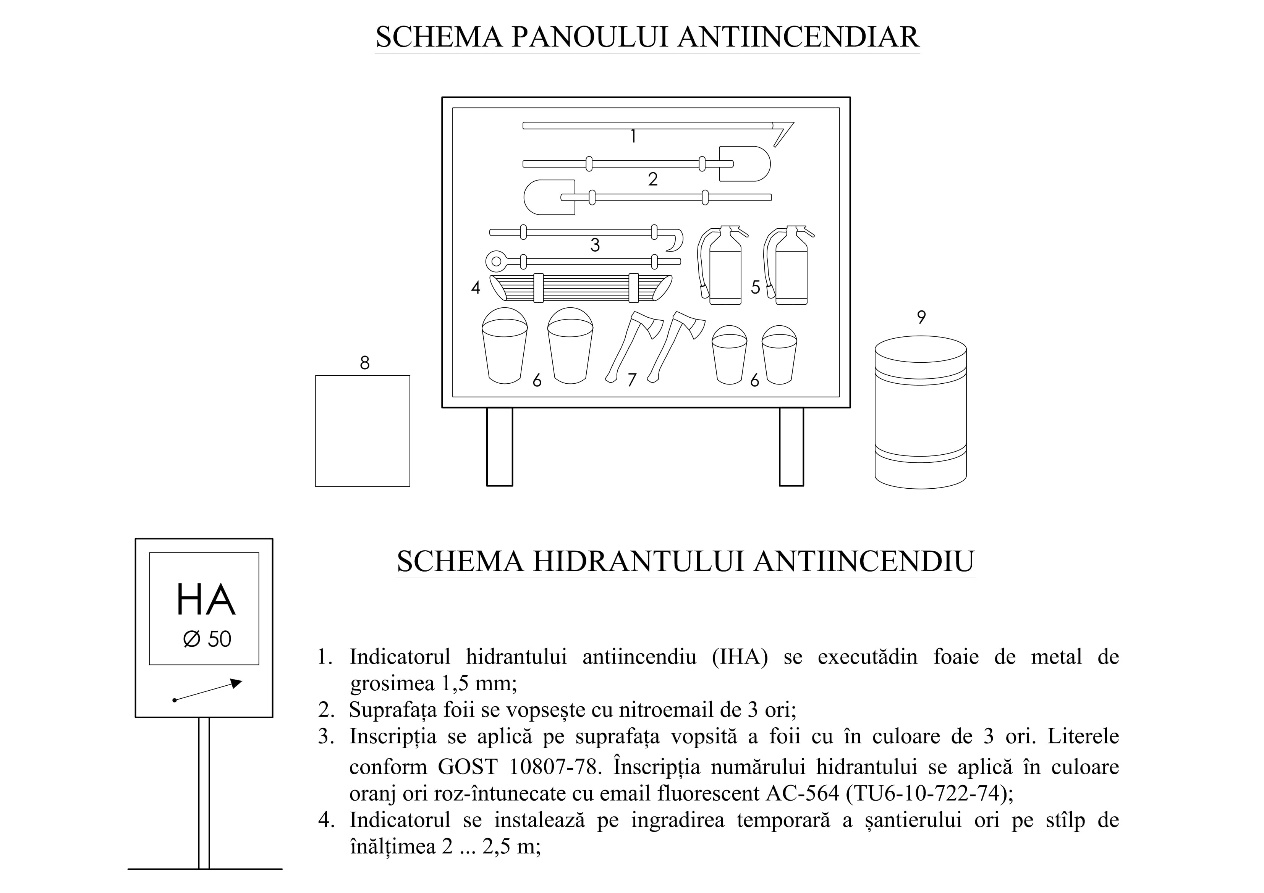 SCHEMA PANOULUI ANTIINCENDIAR
1
2
3
4
5
6
7
6
8
9
HA
Ø 50
SCHEMA HIDRANTULUI ANTIINCENDIU
1. Indicatorul hidrantului antiincendiu (IHA) se executădin foaie de metal de
grosimea 1,5 mm;
2. Suprafața foii se vopsește cu nitroemail de 3 ori;
3. Inscripția se aplică pe suprafața vopsită a foii cu în culoare de 3 ori. Literele
conform GOST 10807-78. Înscripția numărului hidrantului se aplică în culoare
oranj ori roz-întunecate cu email fluorescent AC-564 (TU6-10-722-74);
4. Indicatorul se instalează pe ingradirea temporară a șantierului ori pe stîlp de
înălțimea 2 ... 2,5 m;